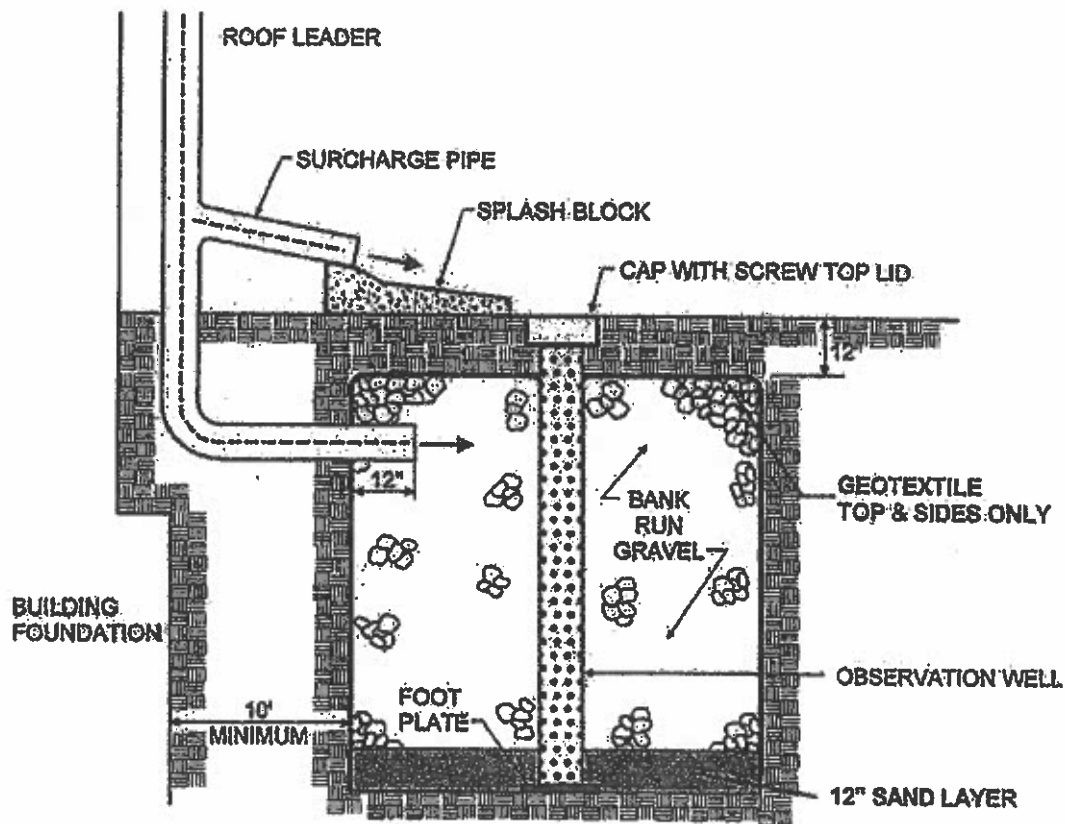 ROOF LEADER
SURCHARGE PIPE
SPLASH BLOCK
CAP WITH SCREW TOP LID
12"
12"
GEOTEXTILE
TOP & SIDES ONLY
BANK
RUN
GRAVEL
BUILDING
FOUNDATION
OBSERVATION WELL
FOOT
PLATE
10'
MINIMUM
12" SAND LAYER